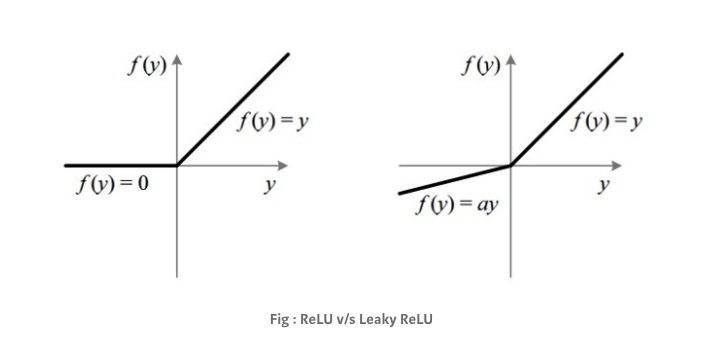 f(y)
f(y) = y
f(y) = 0
y
f(y)
f(y) = y
f(y) = ay
y
Fig : ReLU v/s Leaky ReLU